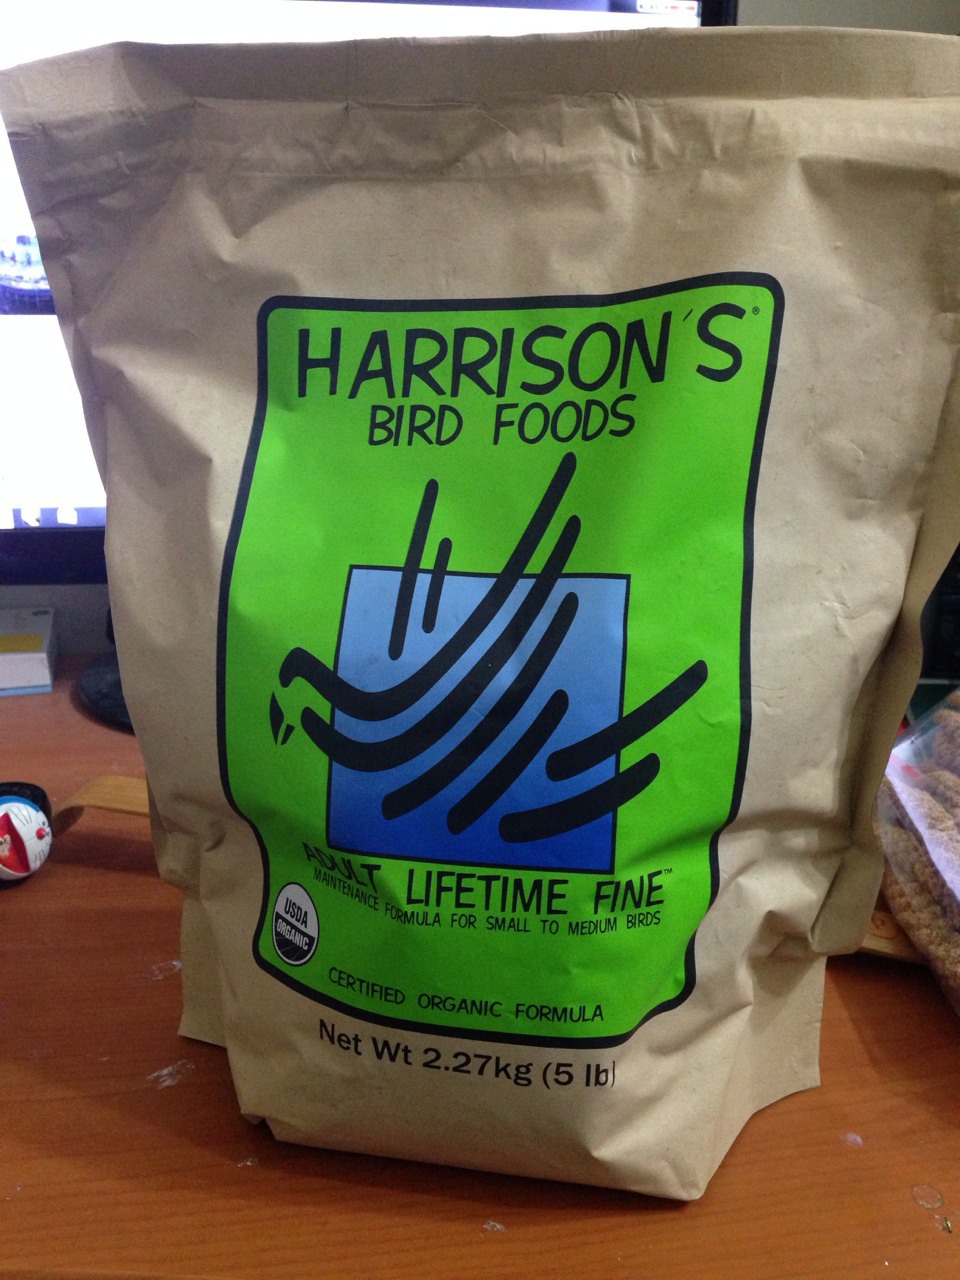 HARRISON'S®
BIRD FOODS
ADULT LIFETIME FINE™
MAINTENANCE FORMULA FOR SMALL TO MEDIUM BIRDS
USDA
ORGANIC
CERTIFIED ORGANIC FORMULA
Net Wt 2.27kg (5 lb)